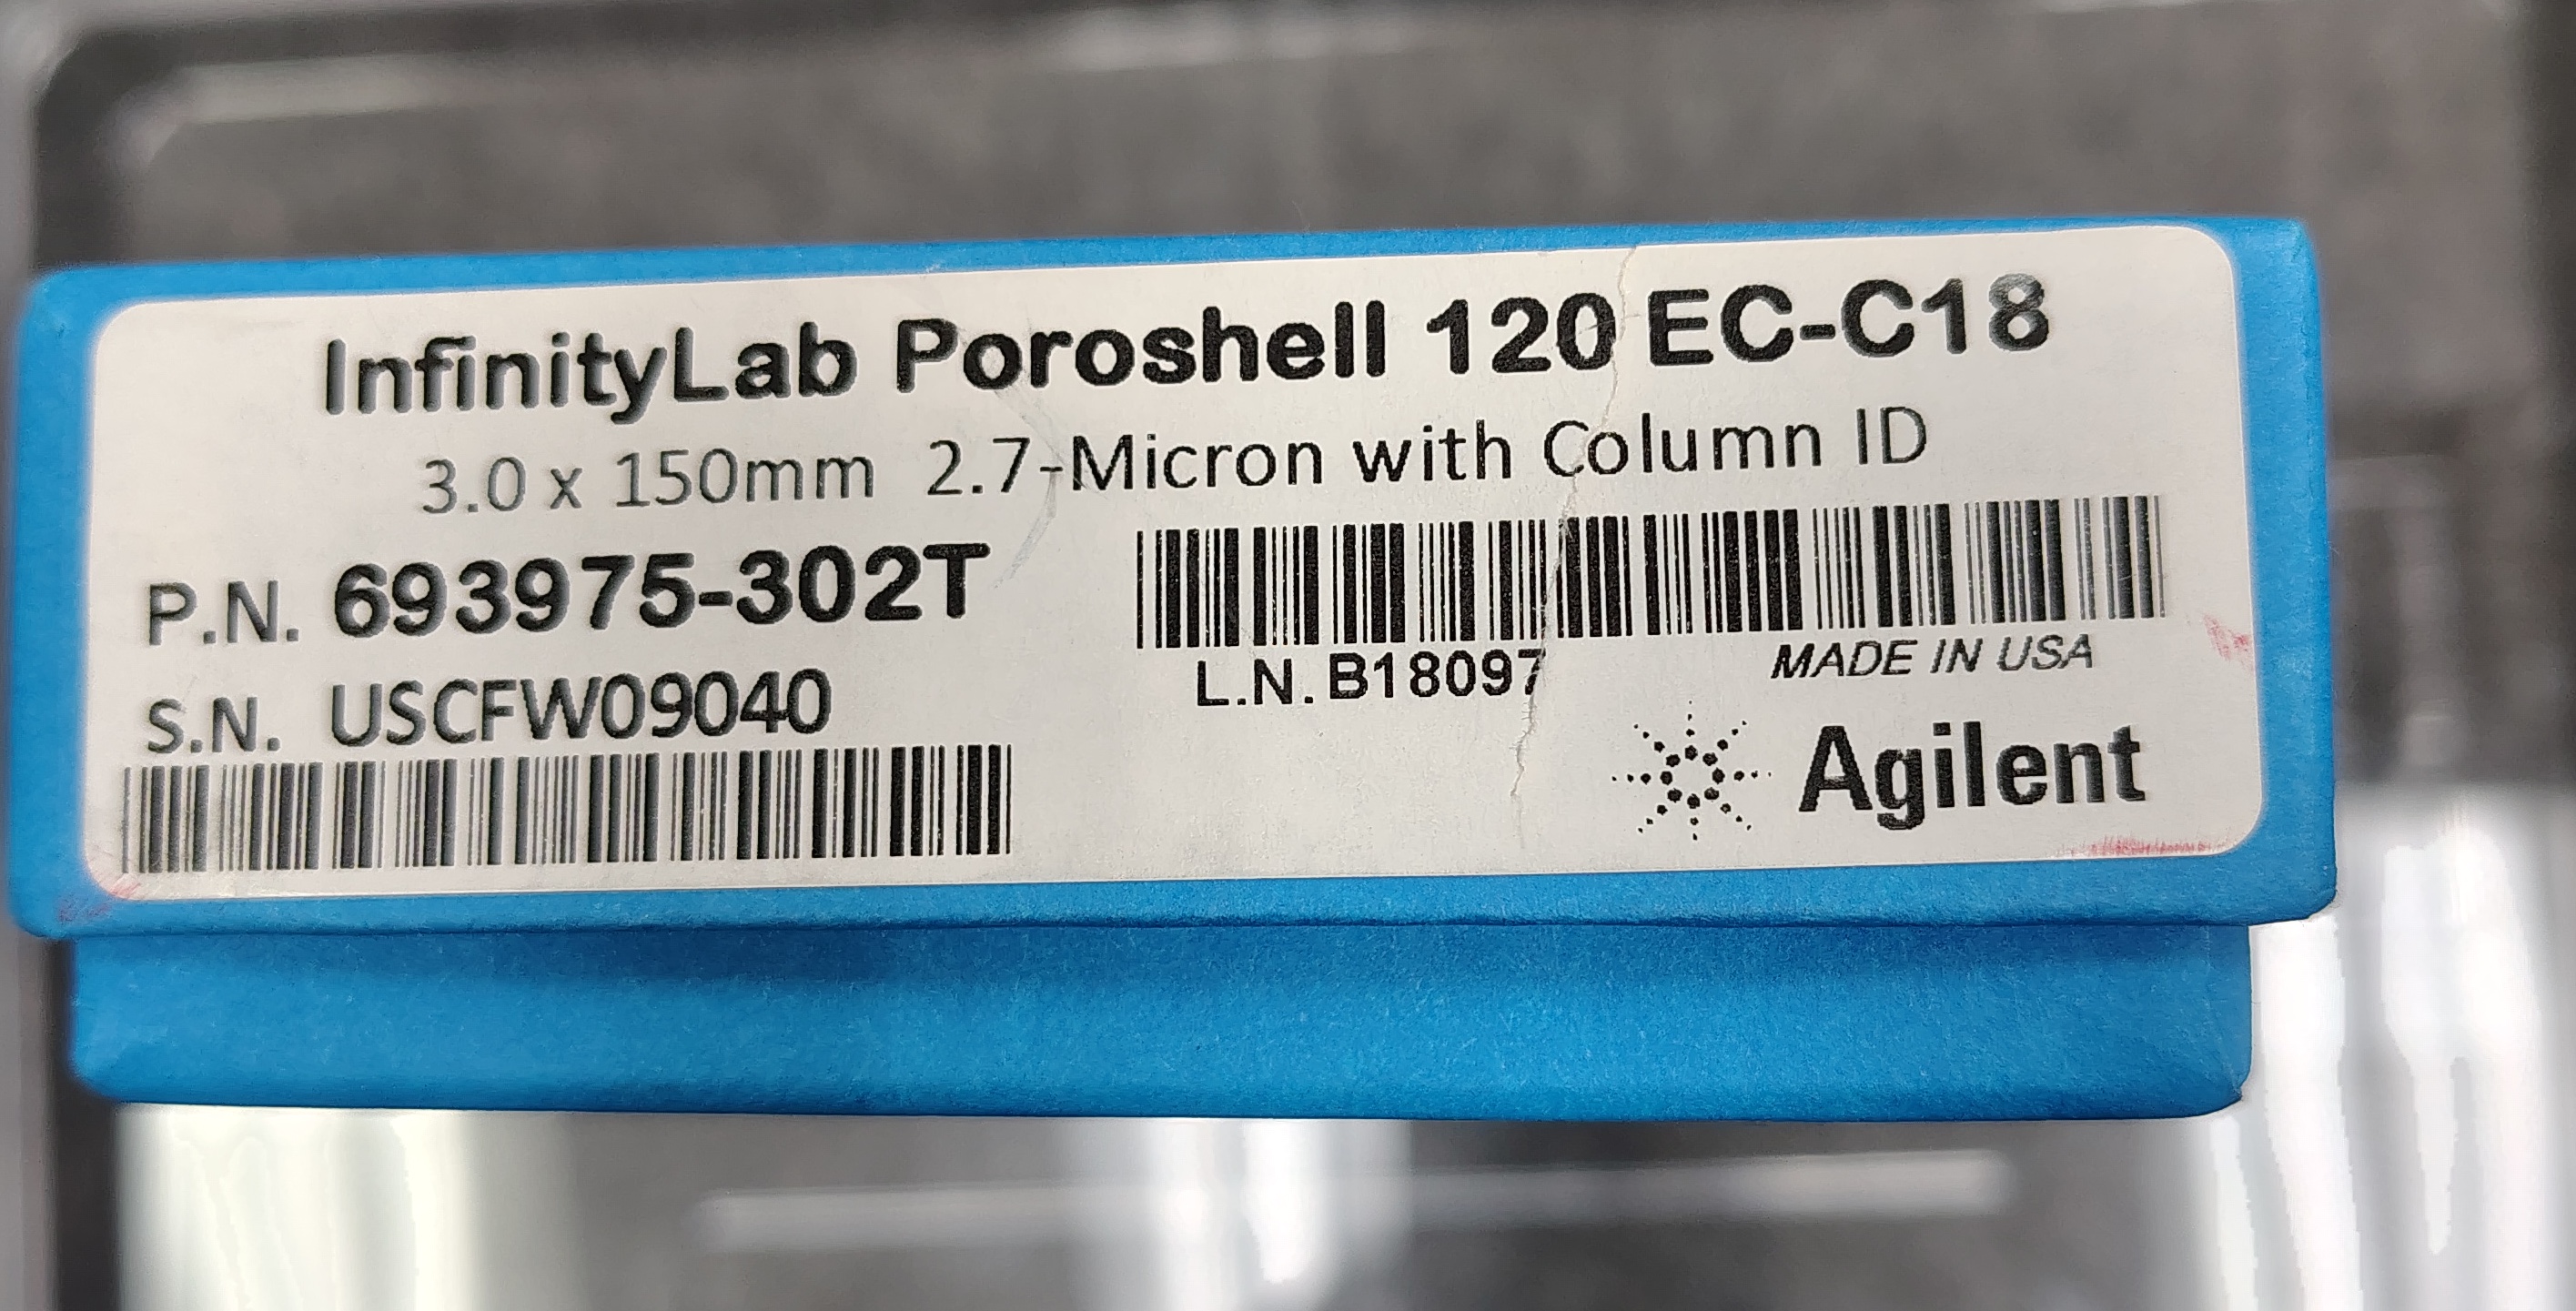 InfinityLab Poroshell 120 EC-C18
3.0 x 150mm 2.7-Micron with Column ID
P.N. 693975-302T
S.N. USCFW09040
L.N. B18097
MADE IN USA
Agilent